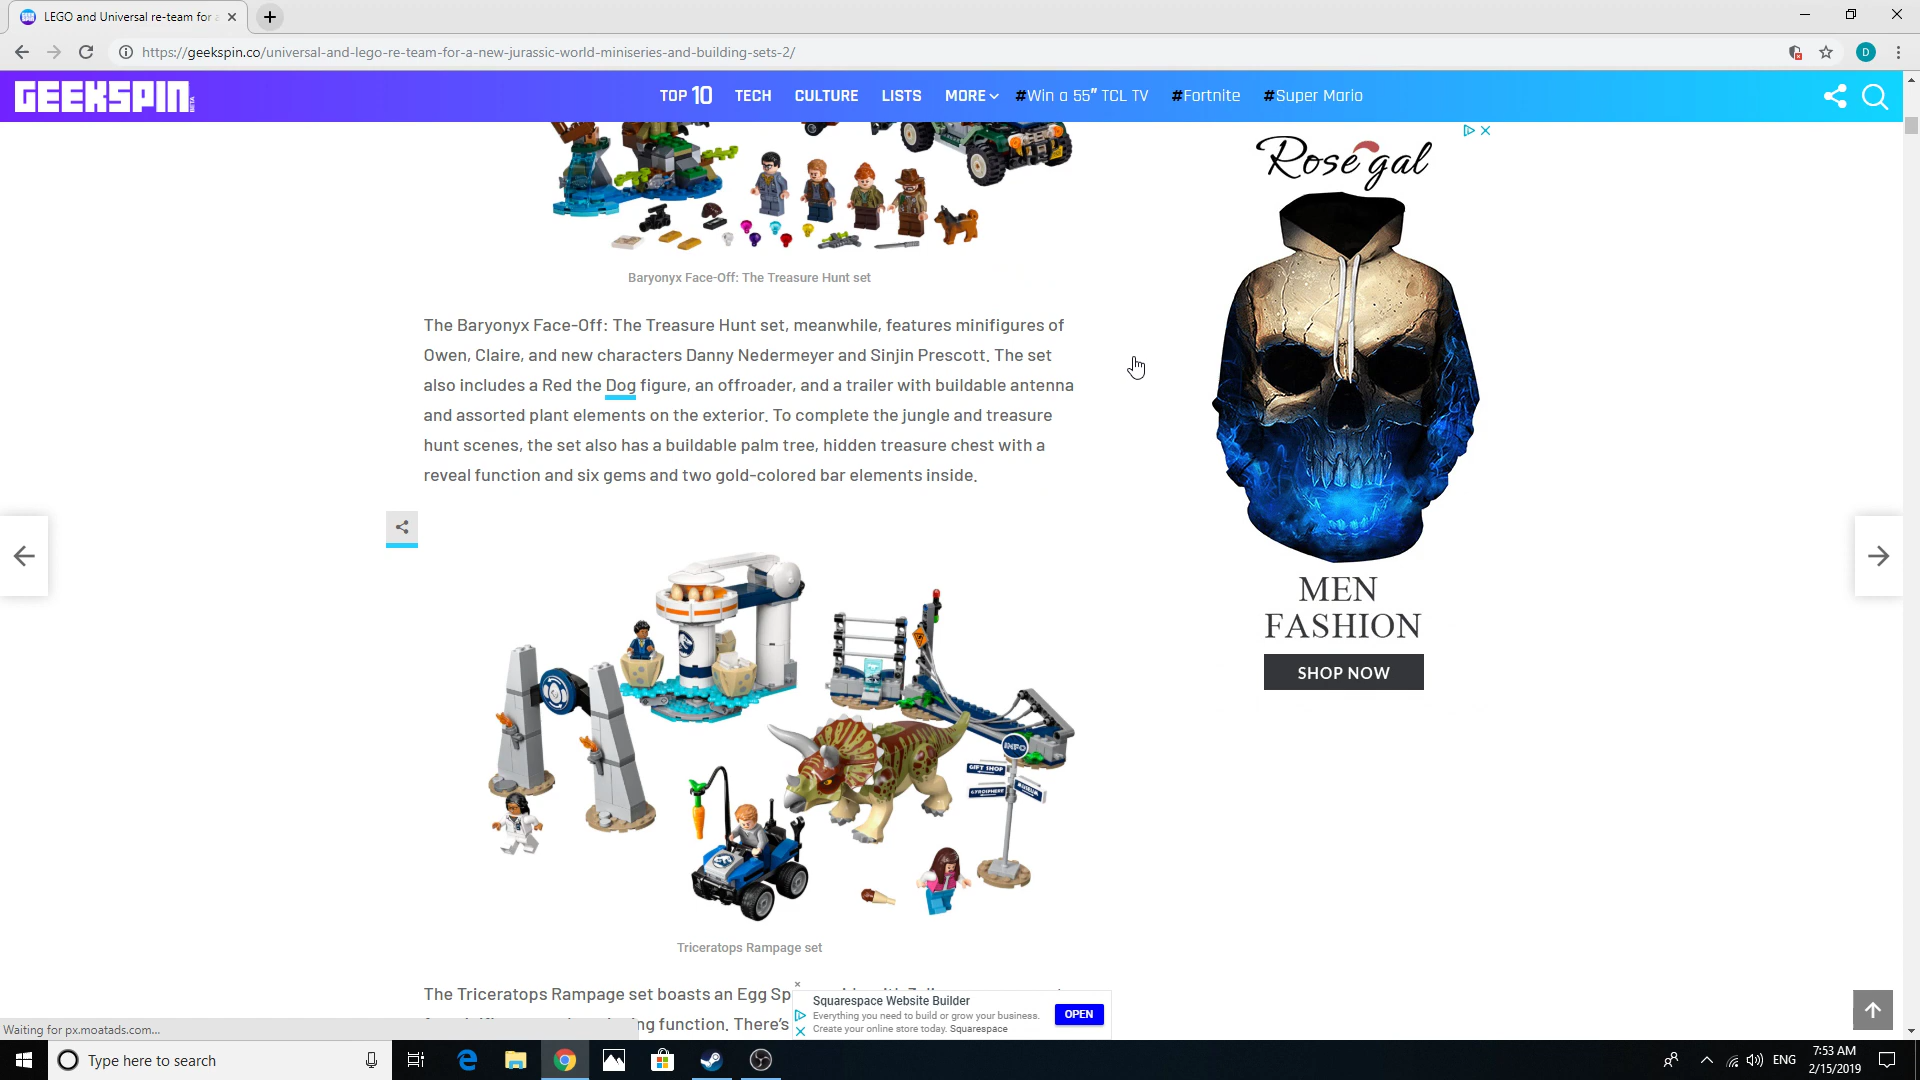 LEGO and Universal re-team for a
https://geekspin.co/universal-and-lego-re-team-for-a-new-jurassic-world-miniseries-and-building-sets-2/
D
GEEKSPIN BETA
TOP 10 TECH CULTURE LISTS MORE #Win a 55″ TCL TV #Fortnite #Super Mario
Rosegal
Baryonyx Face-Off: The Treasure Hunt set
The Baryonyx Face-Off: The Treasure Hunt set, meanwhile, features minifigures of
Owen, Claire, and new characters Danny Nedermeyer and Sinjin Prescott. The set
also includes a Red the Dog figure, an offroader, and a trailer with buildable antenna
and assorted plant elements on the exterior. To complete the jungle and treasure
hunt scenes, the set also has a buildable palm tree, hidden treasure chest with a
reveal function and six gems and two gold-colored bar elements inside.
MEN
FASHION
SHOP NOW
INFO
GIFT SHOP
GYROSPHERE
Triceratops Rampage set
The Triceratops Rampage set boasts an Egg Sp
ng function. There's
Squarespace Website Builder
Everything you need to build or grow your business.
Create your online store today. Squarespace
OPEN
Waiting for px.moatads.com...
Type here to search
ENG
7:53 AM
2/15/2019